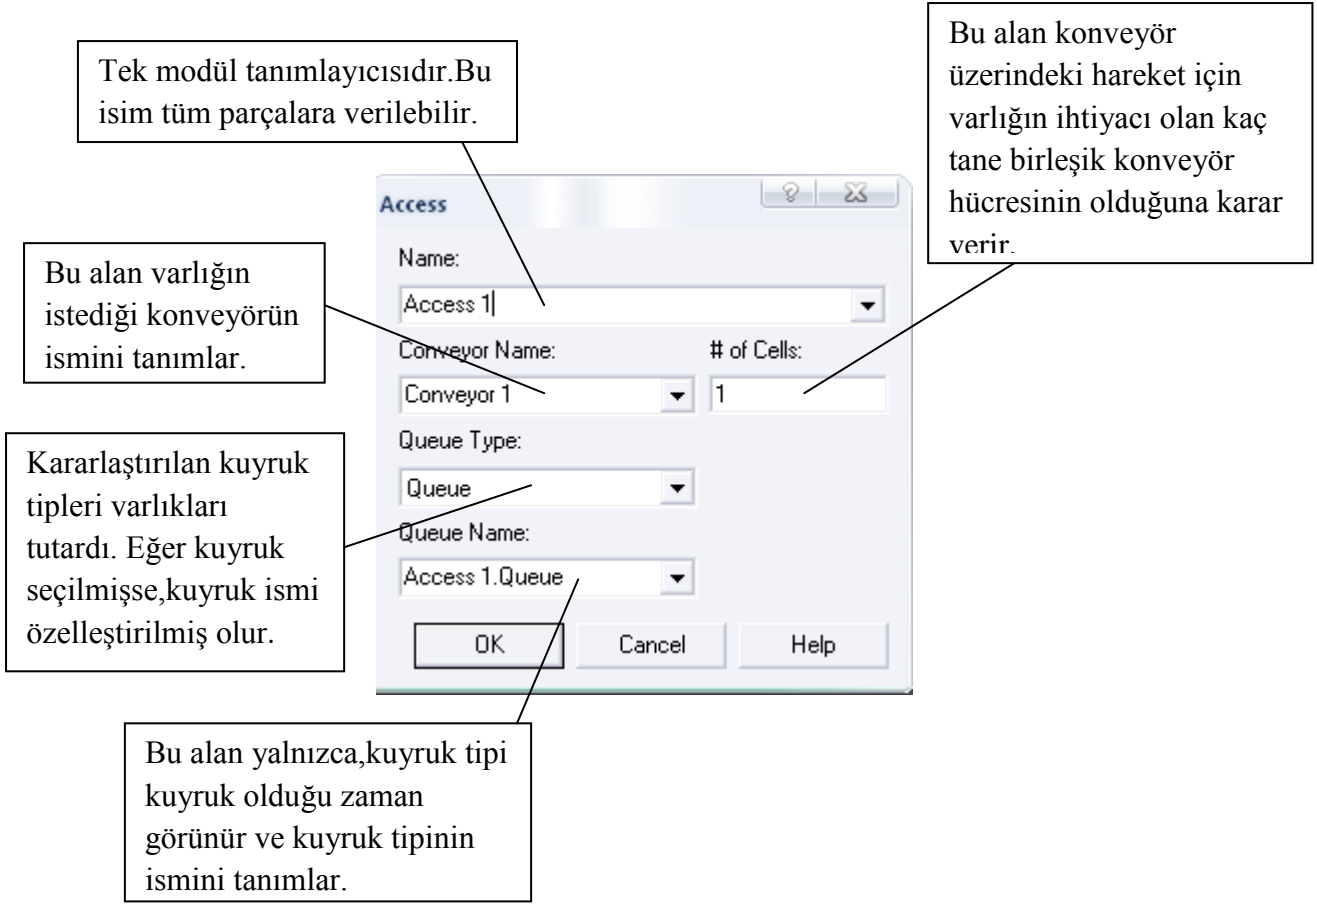 Bu alan konveyör
üzerindeki hareket için
varlığın ihtiyacı olan kaç
tane birleşik konveyör
hücresinin olduğuna karar
verir.
Tek modül tanımlayıcısıdır.Bu
isim tüm parçalara verilebilir.
Bu alan varlığın
istediği konveyörün
ismini tanımlar.
Kararlaştırılan kuyruk
tipleri varlıkları
tutardı. Eğer kuyruk
seçilmişse,kuyruk ismi
özelleştirilmiş olur.
Access
Name:
Access 1
Conveyor Name:
# of Cells:
Conveyor 1
1
Queue Type:
Queue
Queue Name:
Access 1.Queue
OK
Cancel
Help
Bu alan yalnızca,kuyruk tipi
kuyruk olduğu zaman
görünür ve kuyruk tipinin
ismini tanımlar.